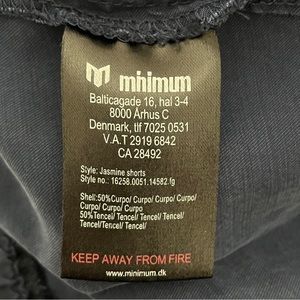 minimum
Balticagade 16, hal 3-4
8000 Århus C
Denmark, tlf 7025 0531
V.A.T 2919 6842
CA 28492
Style: Jasmine shorts
Style no.: 16258.0051.14582.fg
Shell:50%Curpo/ Curpo/ Curpo/ Curpo/
Curpo/ Curpo/ Curpo
50%Tencel/ Tencel/ Tencel/ Tencel/
Tencel/Tencel/ Tencel/ Tencel
KEEP AWAY FROM FIRE
www.minimum.dk